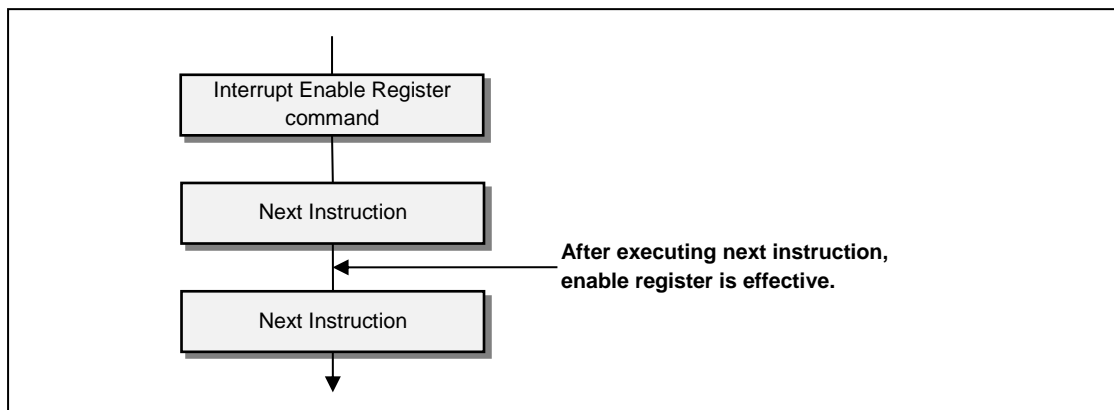 Interrupt Enable Register
command
Next Instruction
After executing next instruction,
enable register is effective.
Next Instruction